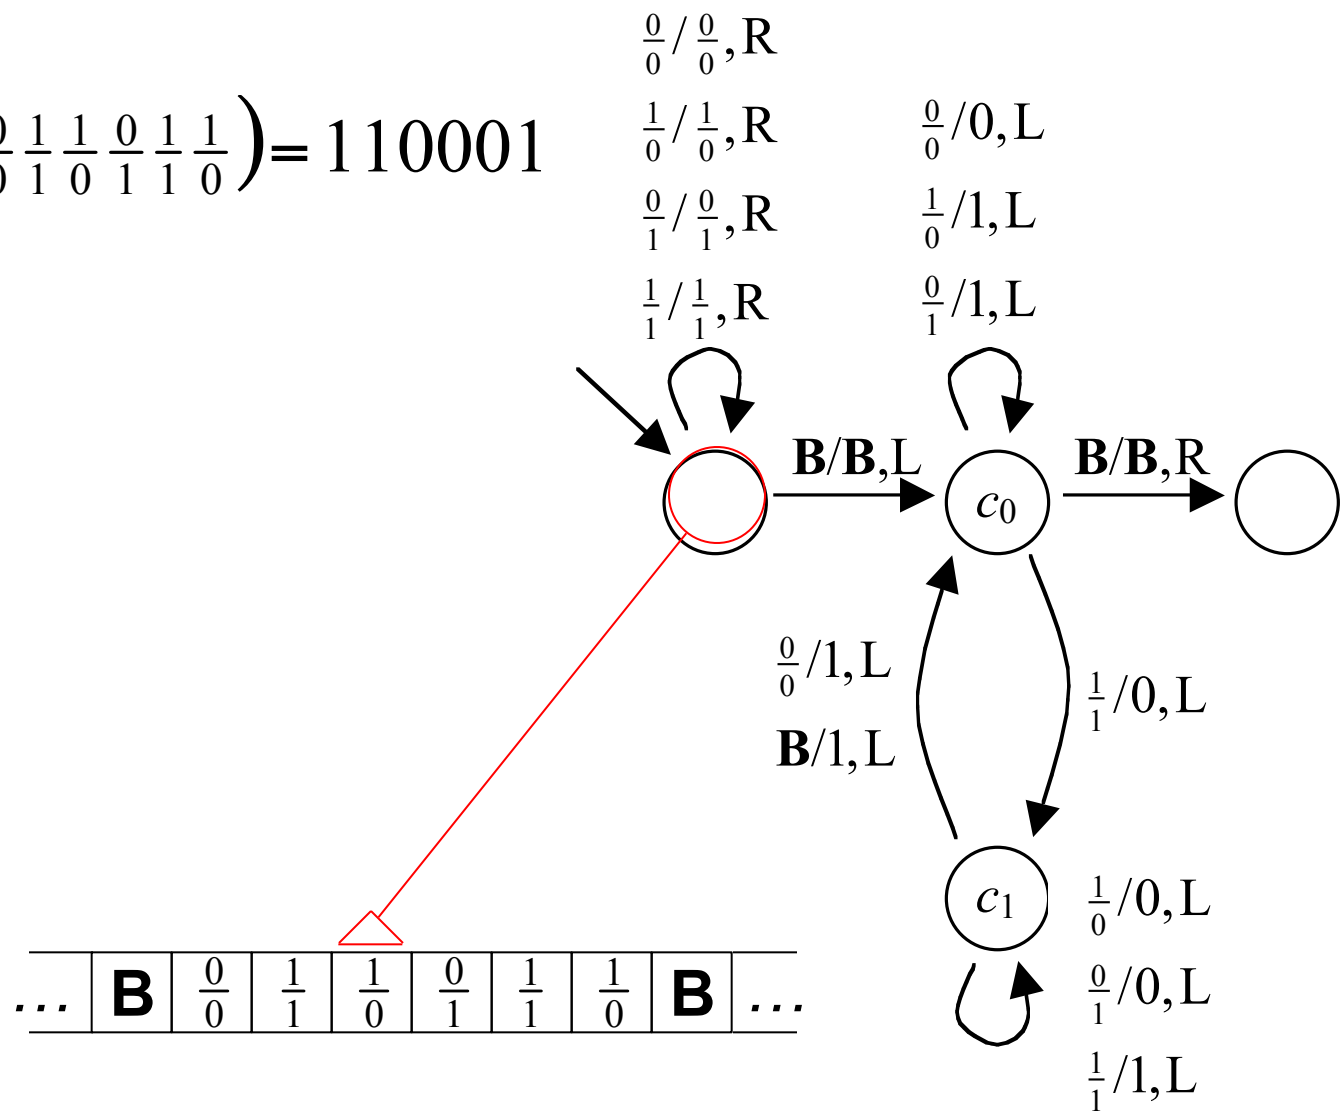 0/0 1/1 1/0 0/1 1/1 1/0 ) = 110001
0/0 / 0/0, R
1/0 / 1/0, R
0/1 / 0/1, R
1/1 / 1/1, R
0/0 /0, L
1/0 /1, L
0/1 /1, L
B/B, L
c₀
B/B, R
0/0 /1, L
B/1, L
1/1 /0, L
c₁
1/0 /0, L
0/1 /0, L
1/1 /1, L
... B 0/0 1/1 1/0 0/1 1/1 1/0 B ...